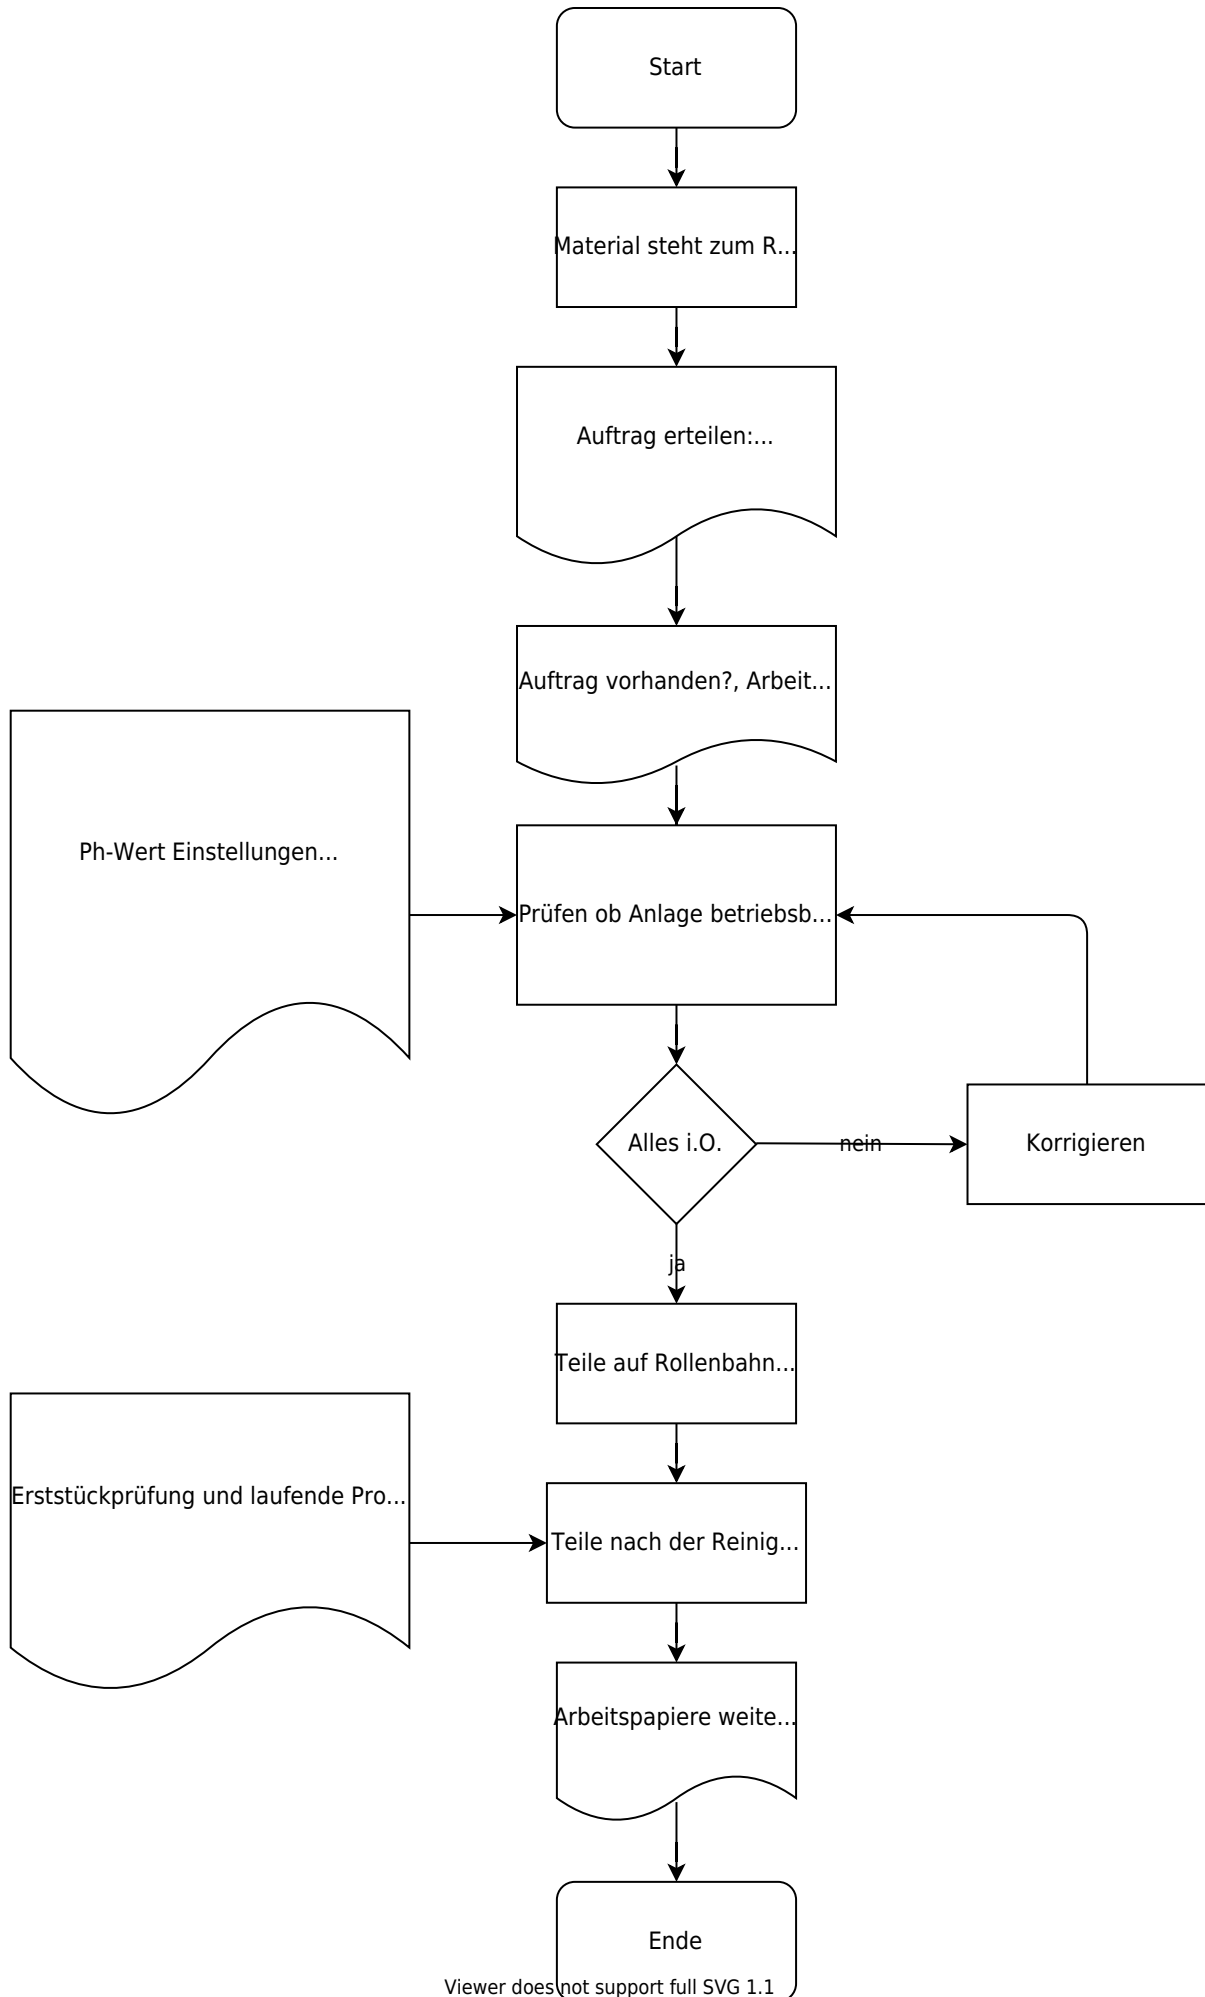 Start
Material steht zum R...
Auftrag erteilen:...
Auftrag vorhanden?, Arbeit...
Ph-Wert Einstellungen...
Prüfen ob Anlage betriebsb...
Alles i.O.
nein
Korrigieren
ja
Teile auf Rollenbahn...
Erststückprüfung und laufende Pro...
Teile nach der Reinig...
Arbeitspapiere weite...
Ende
Viewer does not support full SVG 1.1